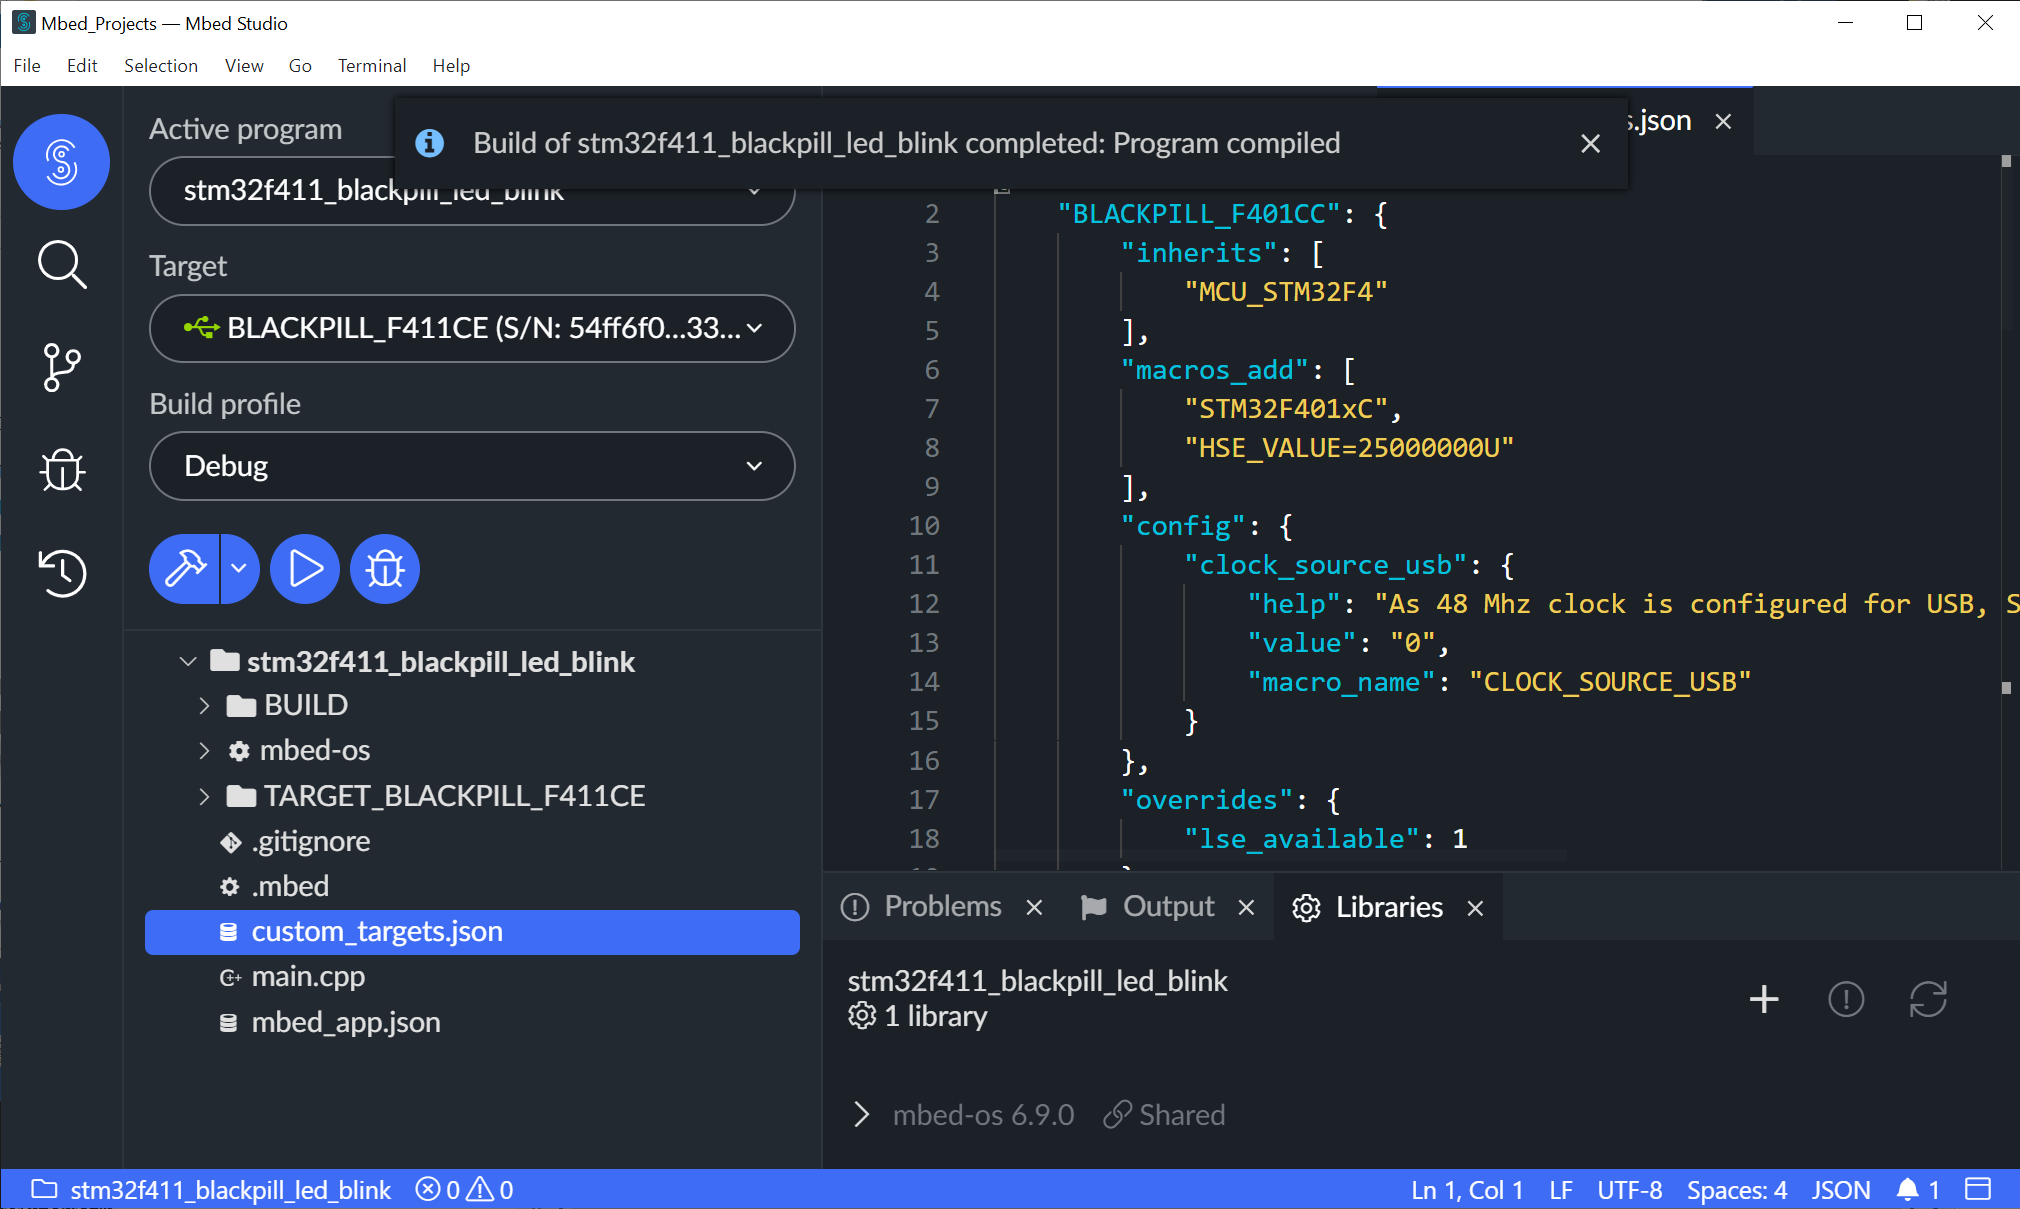 Mbed_Projects — Mbed Studio
File Edit Selection View Go Terminal Help
Active program
stm32f411_blackpill_led_blink
Target
BLACKPILL_F411CE (S/N: 54ff6f0...33...
Build profile
Debug
stm32f411_blackpill_led_blink
BUILD
mbed-os
TARGET_BLACKPILL_F411CE
.gitignore
.mbed
custom_targets.json
main.cpp
mbed_app.json
Build of stm32f411_blackpill_led_blink completed: Program compiled
s.json
2 "BLACKPILL_F401CC": {
3 "inherits": [
4 "MCU_STM32F4"
5 ],
6 "macros_add": [
7 "STM32F401xC",
8 "HSE_VALUE=25000000U"
9 ],
10 "config": {
11 "clock_source_usb": {
12 "help": "As 48 Mhz clock is configured for USB, S
13 "value": "0",
14 "macro_name": "CLOCK_SOURCE_USB"
15 }
16 },
17 "overrides": {
18 "lse_available": 1
Problems Output Libraries
stm32f411_blackpill_led_blink
1 library
mbed-os 6.9.0 Shared
stm32f411_blackpill_led_blink 0 0 Ln 1, Col 1 LF UTF-8 Spaces: 4 JSON 1